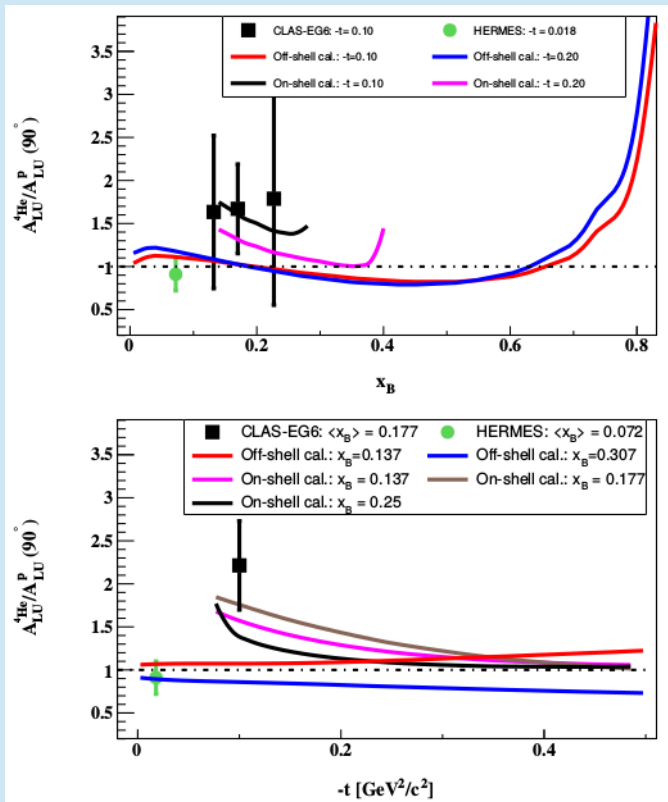 CLAS-EG6: -t = 0.10 HERMES: -t = 0.018
Off-shell cal.: -t=0.10 Off-shell cal.: -t=0.20
On-shell cal.: -t = 0.10 On-shell cal.: -t = 0.20
3.5
3
2.5
2
1.5
1
0.5
A_LU^4He/A_LU^p (90°)
0 0.2 0.4 0.6 0.8
x_B
CLAS-EG6: ⟨x_B⟩ = 0.177 HERMES: ⟨x_B⟩ = 0.072
Off-shell cal.: x_B=0.137 Off-shell cal.: x_B=0.307
On-shell cal.: x_B = 0.137 On-shell cal.: x_B = 0.177
On-shell cal.: x_B = 0.25
3.5
3
2.5
2
1.5
1
0.5
A_LU^4He/A_LU^p (90°)
0 0.2 0.4
-t [GeV²/c²]